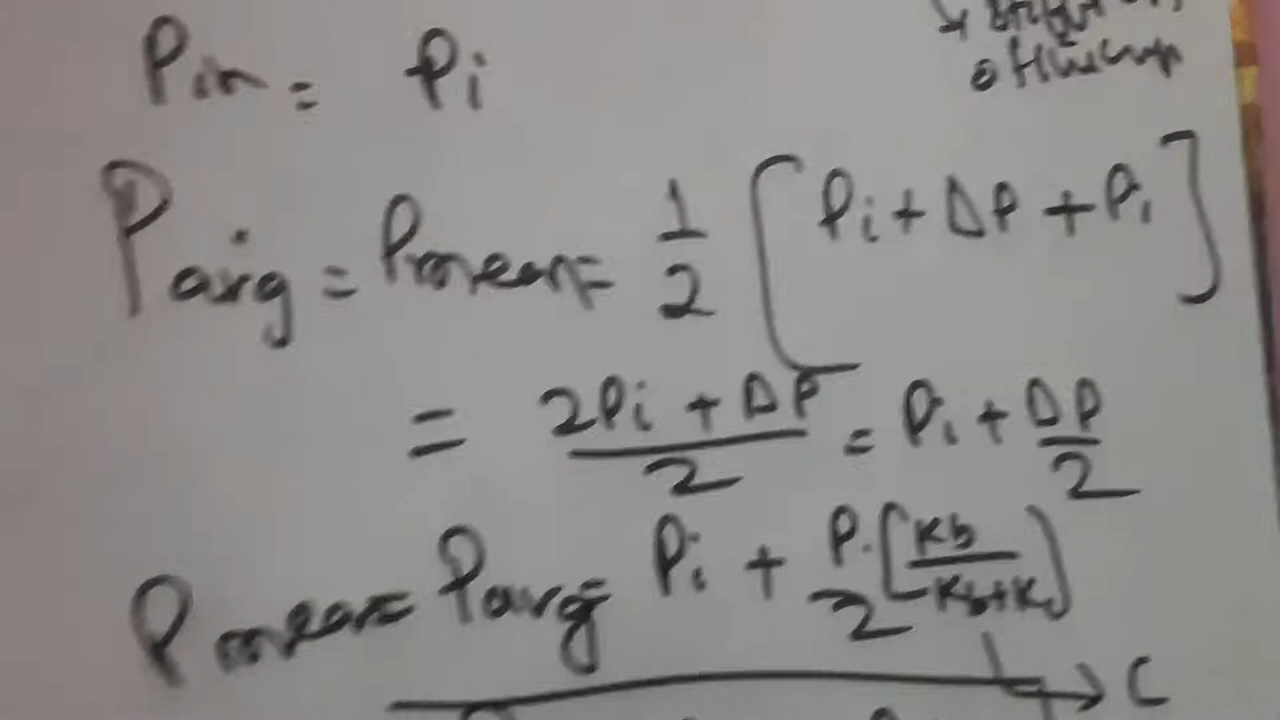 Pin = Pi
Pavg = Pmean = 1/2 [Pi + ΔP + Pi]
= 2Pi + ΔP / 2 = Pi + ΔP/2
Pmean = Pavg = Pi + P/2 [Kb / Kb+K]
C